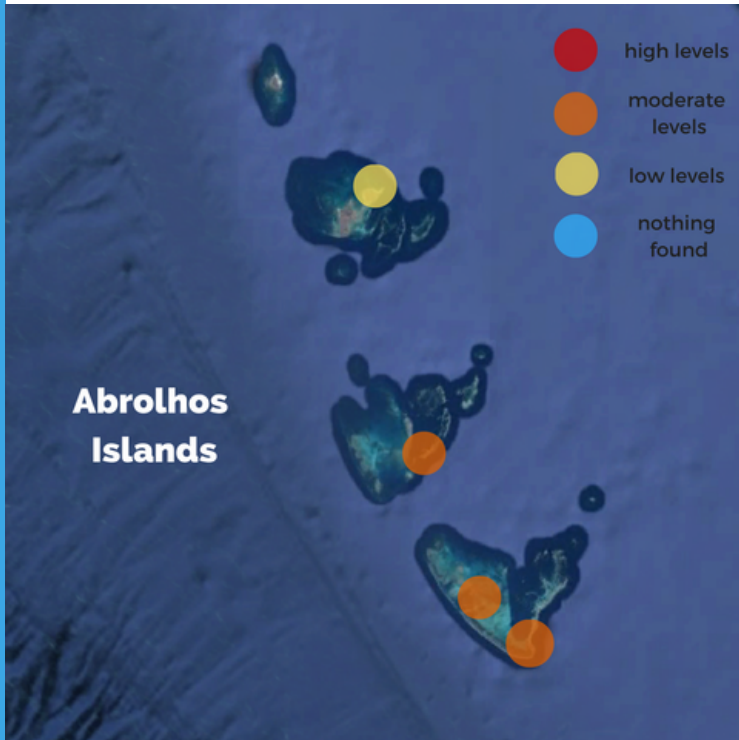 high levels
moderate
levels
low levels
nothing
found
Abrolhos
Islands